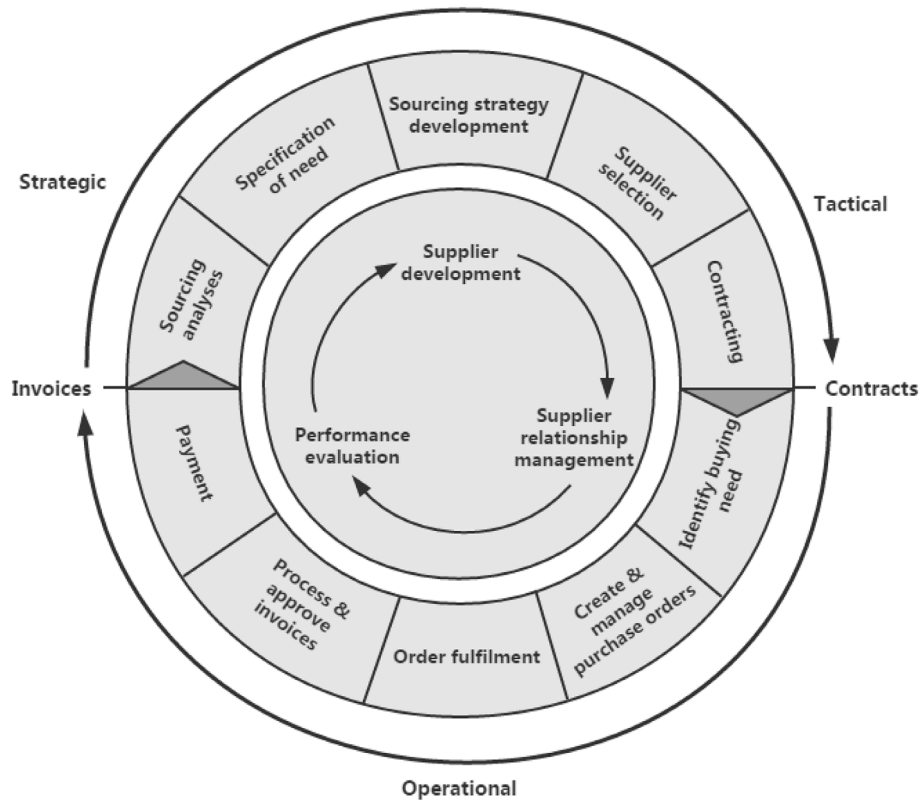 Sourcing strategy
development
Specification
of need
Supplier
selection
Strategic
Tactical
Sourcing
analyses
Supplier
development
Contracting
Invoices
Contracts
Performance
evaluation
Supplier
relationship
management
Payment
Identify buying
need
Process &
approve
invoices
Create &
manage
purchase orders
Order fulfilment
Operational